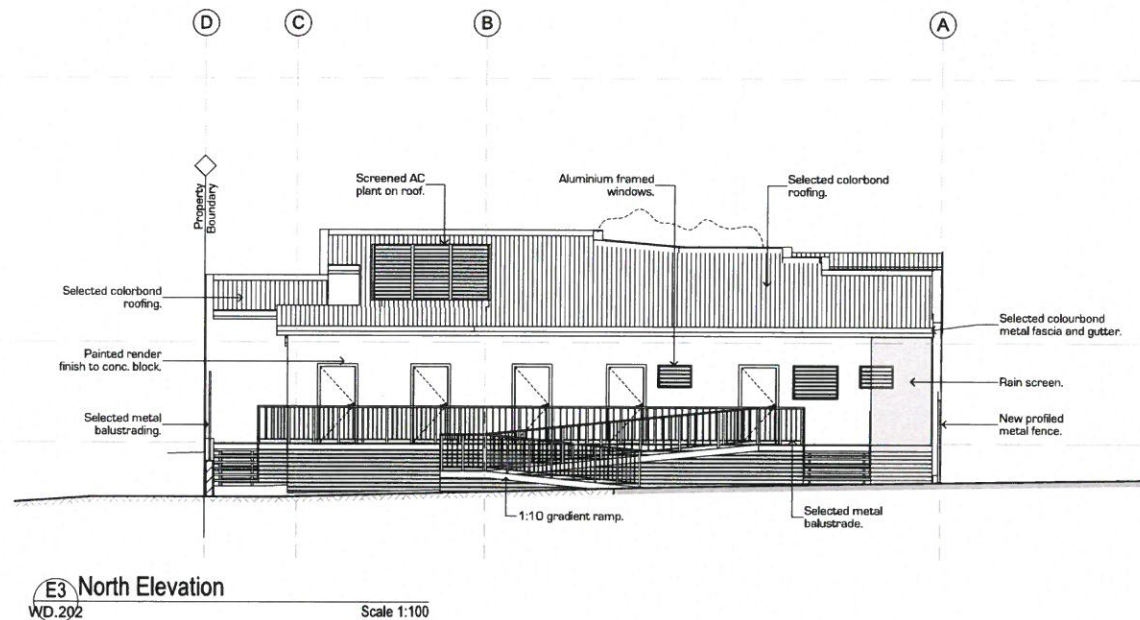 D
C
B
A
Property
Boundary
Screened AC
plant on roof.
Aluminium framed
windows.
Selected colorbond
roofing.
Selected colorbond
roofing.
Selected colourbond
metal fascia and gutter.
Painted render
finish to conc. block.
Rain screen.
Selected metal
balustrading.
New profiled
metal fence.
1:10 gradient ramp.
Selected metal
balustrade.
E3 North Elevation
WD.202 Scale 1:100